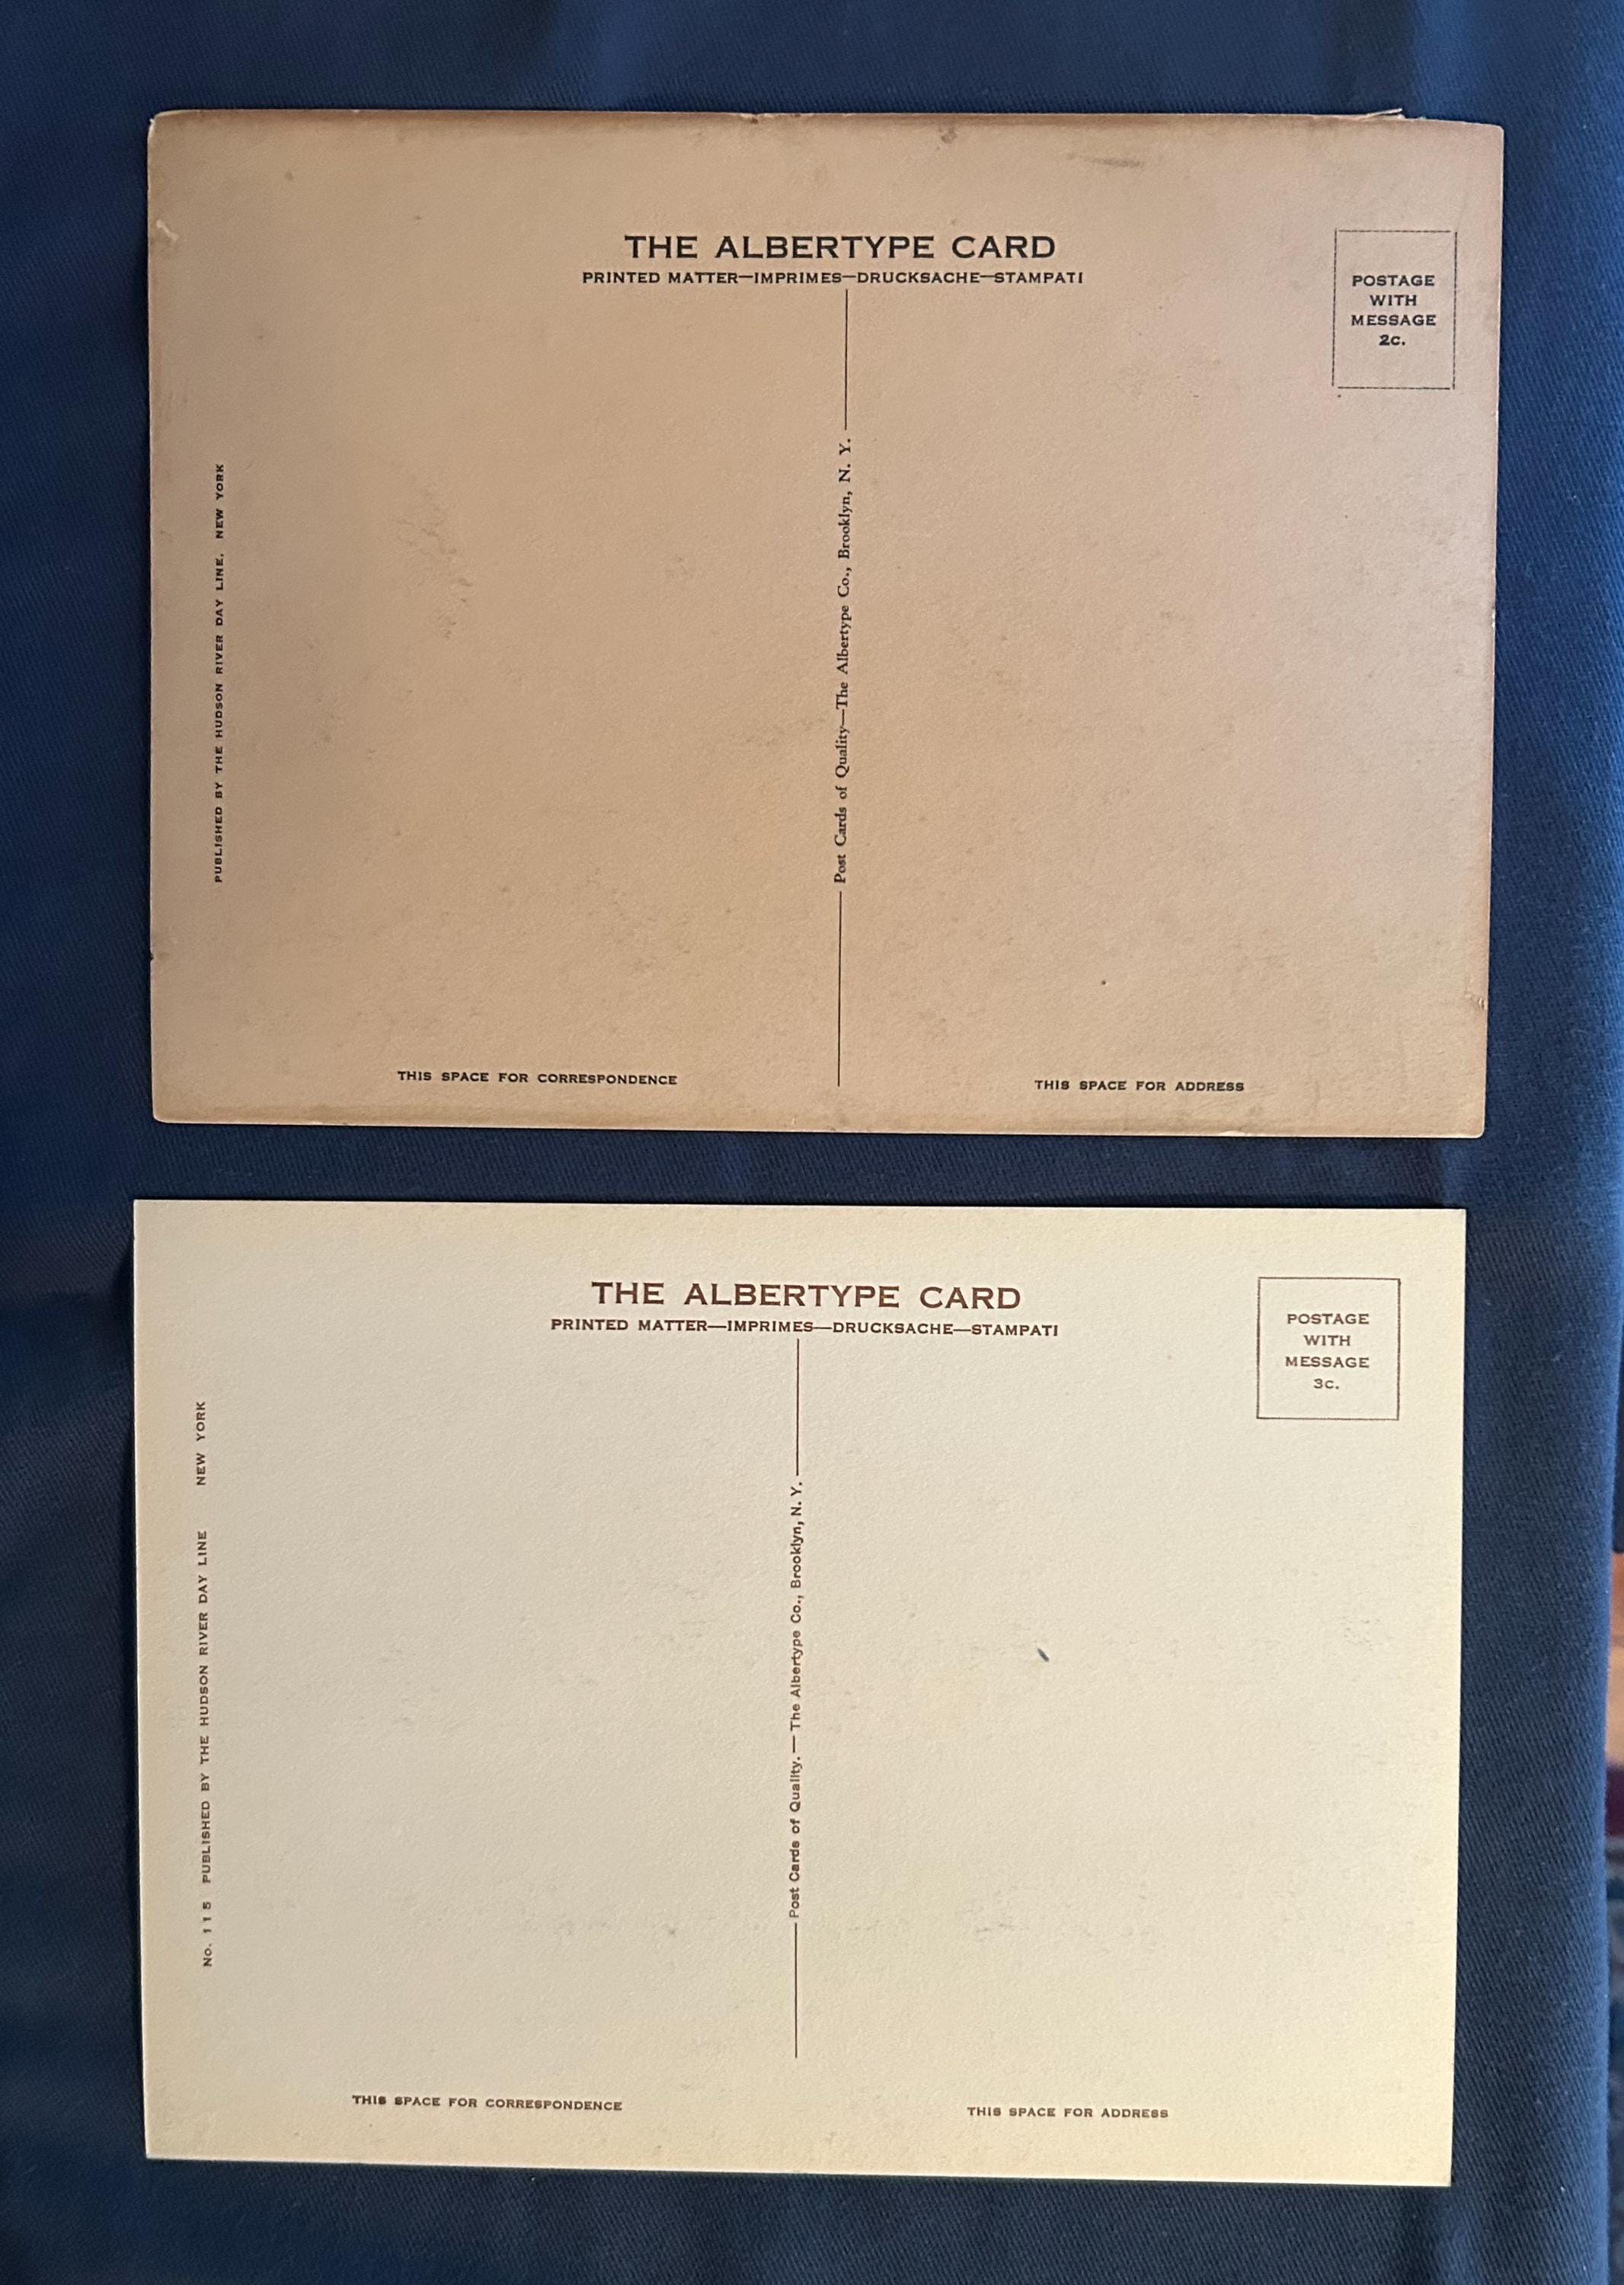 THE ALBERTYPE CARD
PRINTED MATTER—IMPRIMES—DRUCKSACHE—STAMPATI
POSTAGE
WITH
MESSAGE
2c.
PUBLISHED BY THE HUDSON RIVER DAY LINE, NEW YORK
Post Cards of Quality—The Albertype Co., Brooklyn, N. Y.
THIS SPACE FOR CORRESPONDENCE
THIS SPACE FOR ADDRESS
THE ALBERTYPE CARD
PRINTED MATTER—IMPRIMES—DRUCKSACHE—STAMPATI
POSTAGE
WITH
MESSAGE
3c.
No. 115 PUBLISHED BY THE HUDSON RIVER DAY LINE NEW YORK
Post Cards of Quality. — The Albertype Co., Brooklyn, N. Y.
THIS SPACE FOR CORRESPONDENCE
THIS SPACE FOR ADDRESS